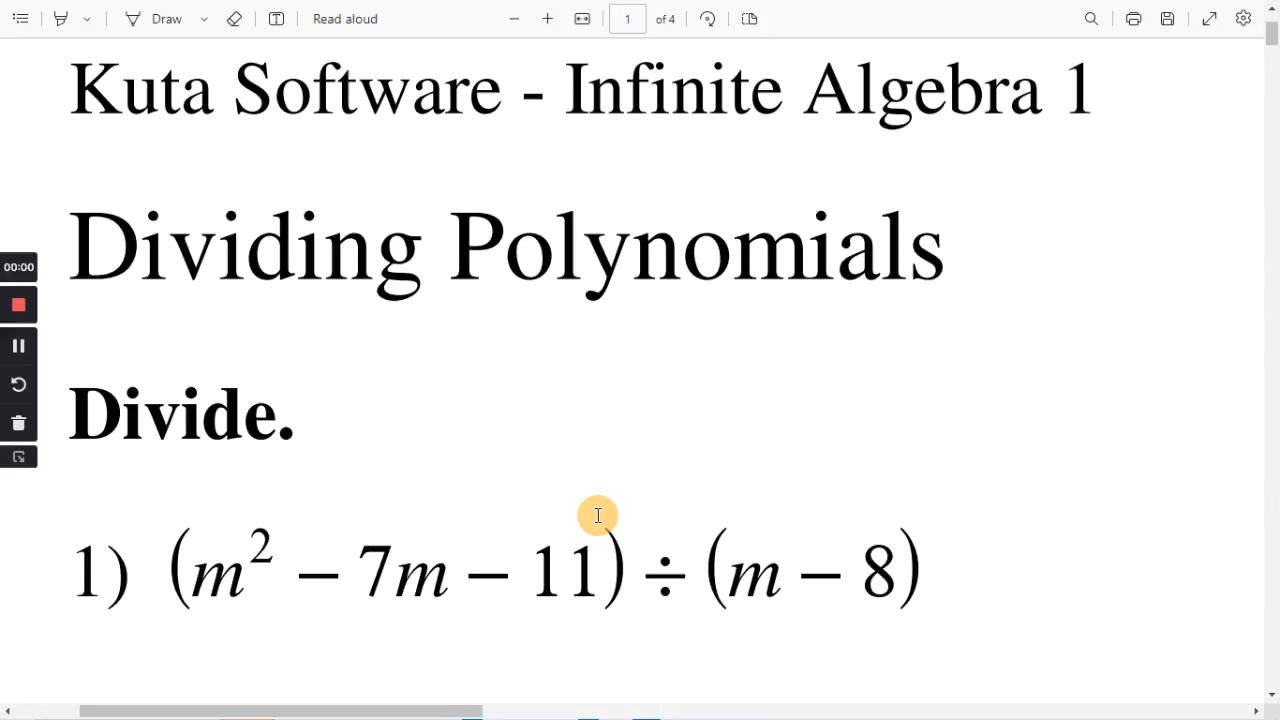 Draw Read aloud 1 of 4
Kuta Software - Infinite Algebra 1
Dividing Polynomials
00:00
Divide.
1) (m² − 7m − 11) ÷ (m − 8)